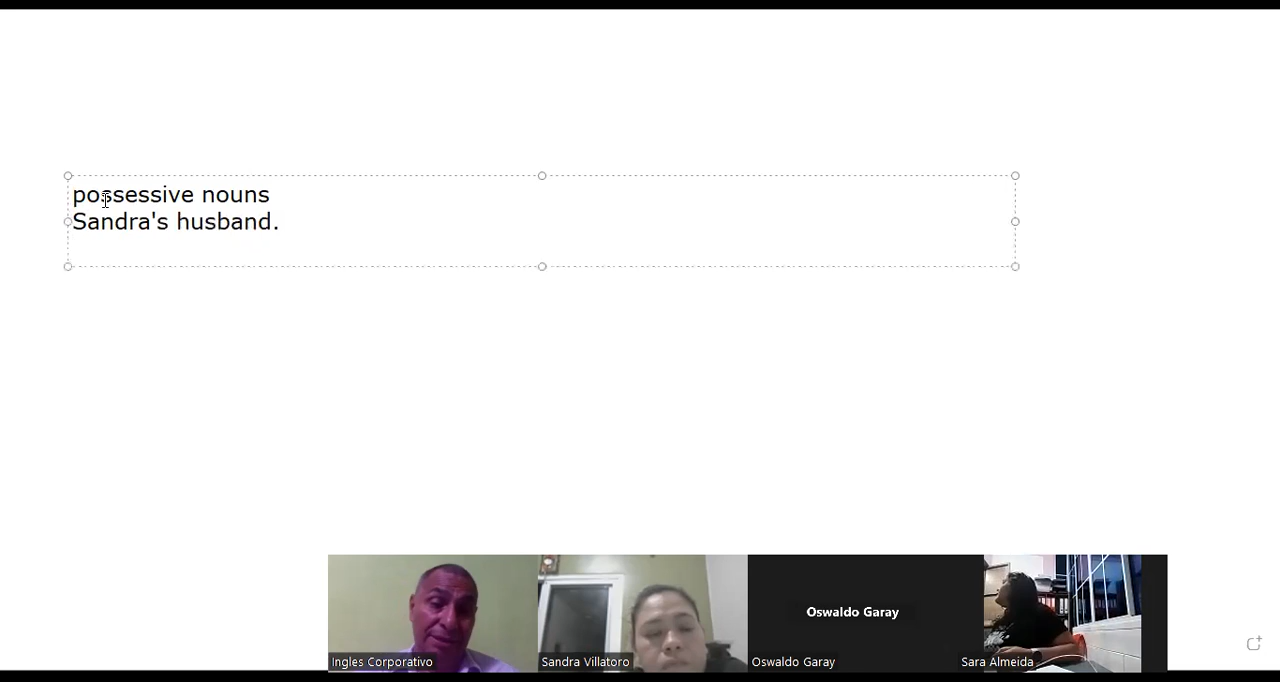 possessive nouns
Sandra's husband.
Oswaldo Garay
Ingles Corporativo
Sandra Villatoro
Oswaldo Garay
Sara Almeida